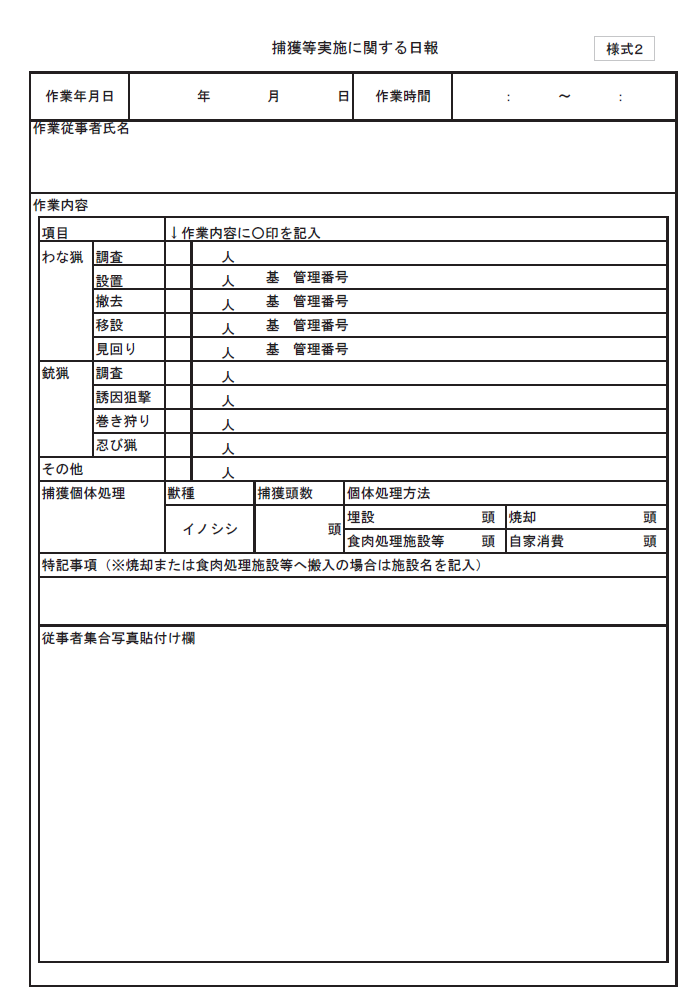 捕獲等実施に関する日報
様式2
作業年月日 年 月 日 作業時間 : ～ :
作業従事者氏名
作業内容
項目 ↓作業内容に〇印を記入
わな猟 調査 人
設置 人 基 管理番号
撤去 人 基 管理番号
移設 人 基 管理番号
見回り 人 基 管理番号
銃猟 調査 人
誘因狙撃 人
巻き狩り 人
忍び猟 人
その他 人
捕獲個体処理 獣種 捕獲頭数 個体処理方法
イノシシ 頭
埋設 頭 焼却 頭
食肉処理施設等 頭 自家消費 頭
特記事項（※焼却または食肉処理施設等へ搬入の場合は施設名を記入）
従事者集合写真貼付け欄